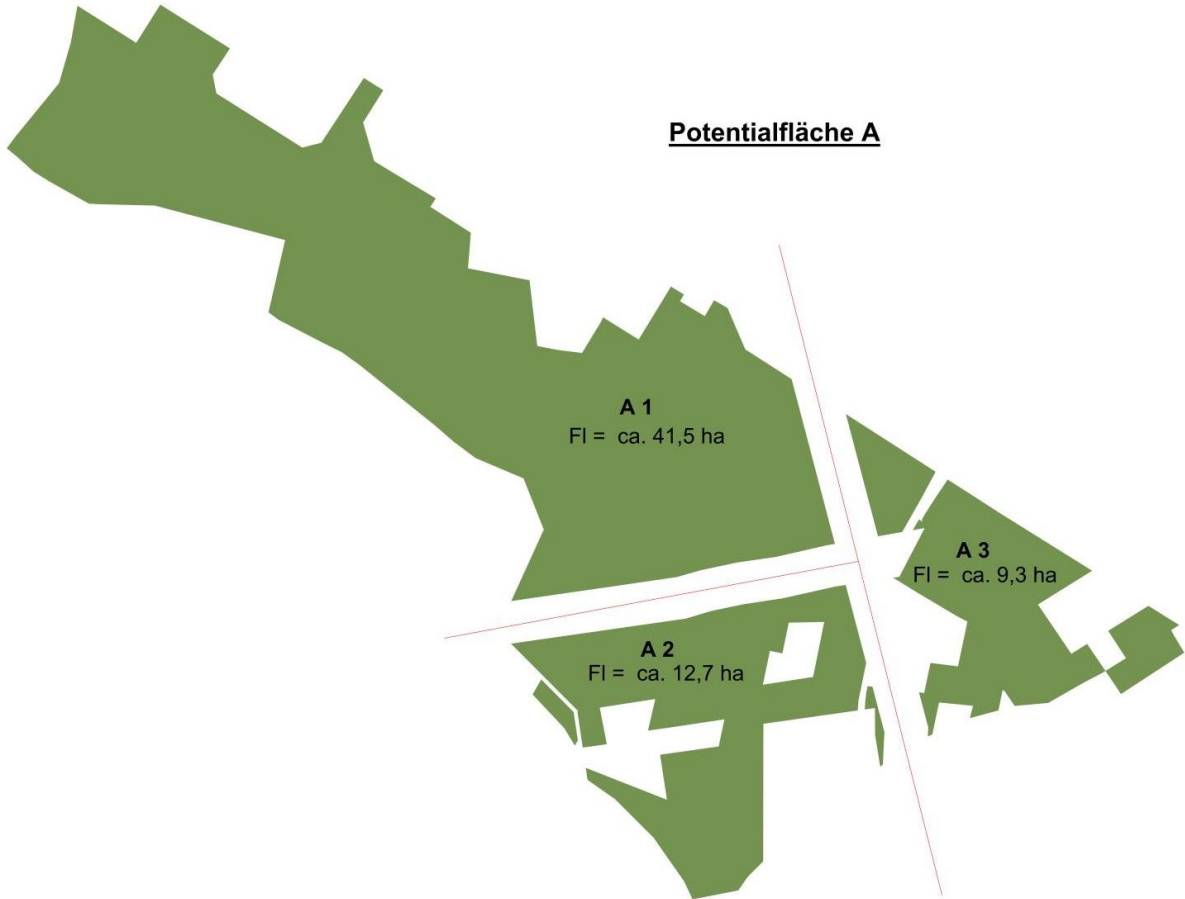 Potentialfläche A
A 1
Fl = ca. 41,5 ha
A 3
Fl = ca. 9,3 ha
A 2
Fl = ca. 12,7 ha